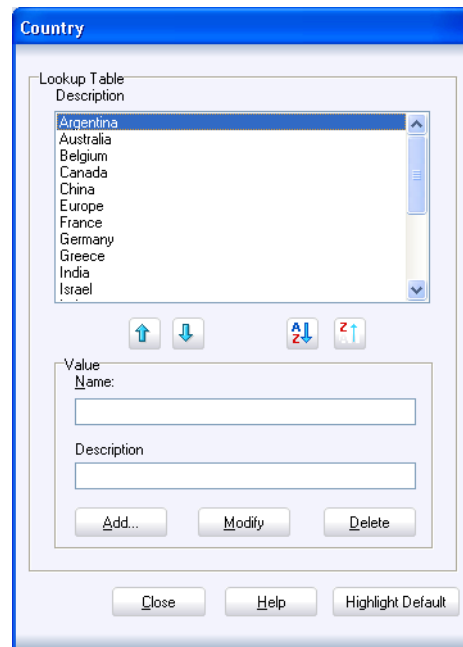 Country
Lookup Table
Description
Argentina
Australia
Belgium
Canada
China
Europe
France
Germany
Greece
India
Israel
A
Z
Z
Value
Name:
Description
Add...
Modify
Delete
Close
Help
Highlight Default